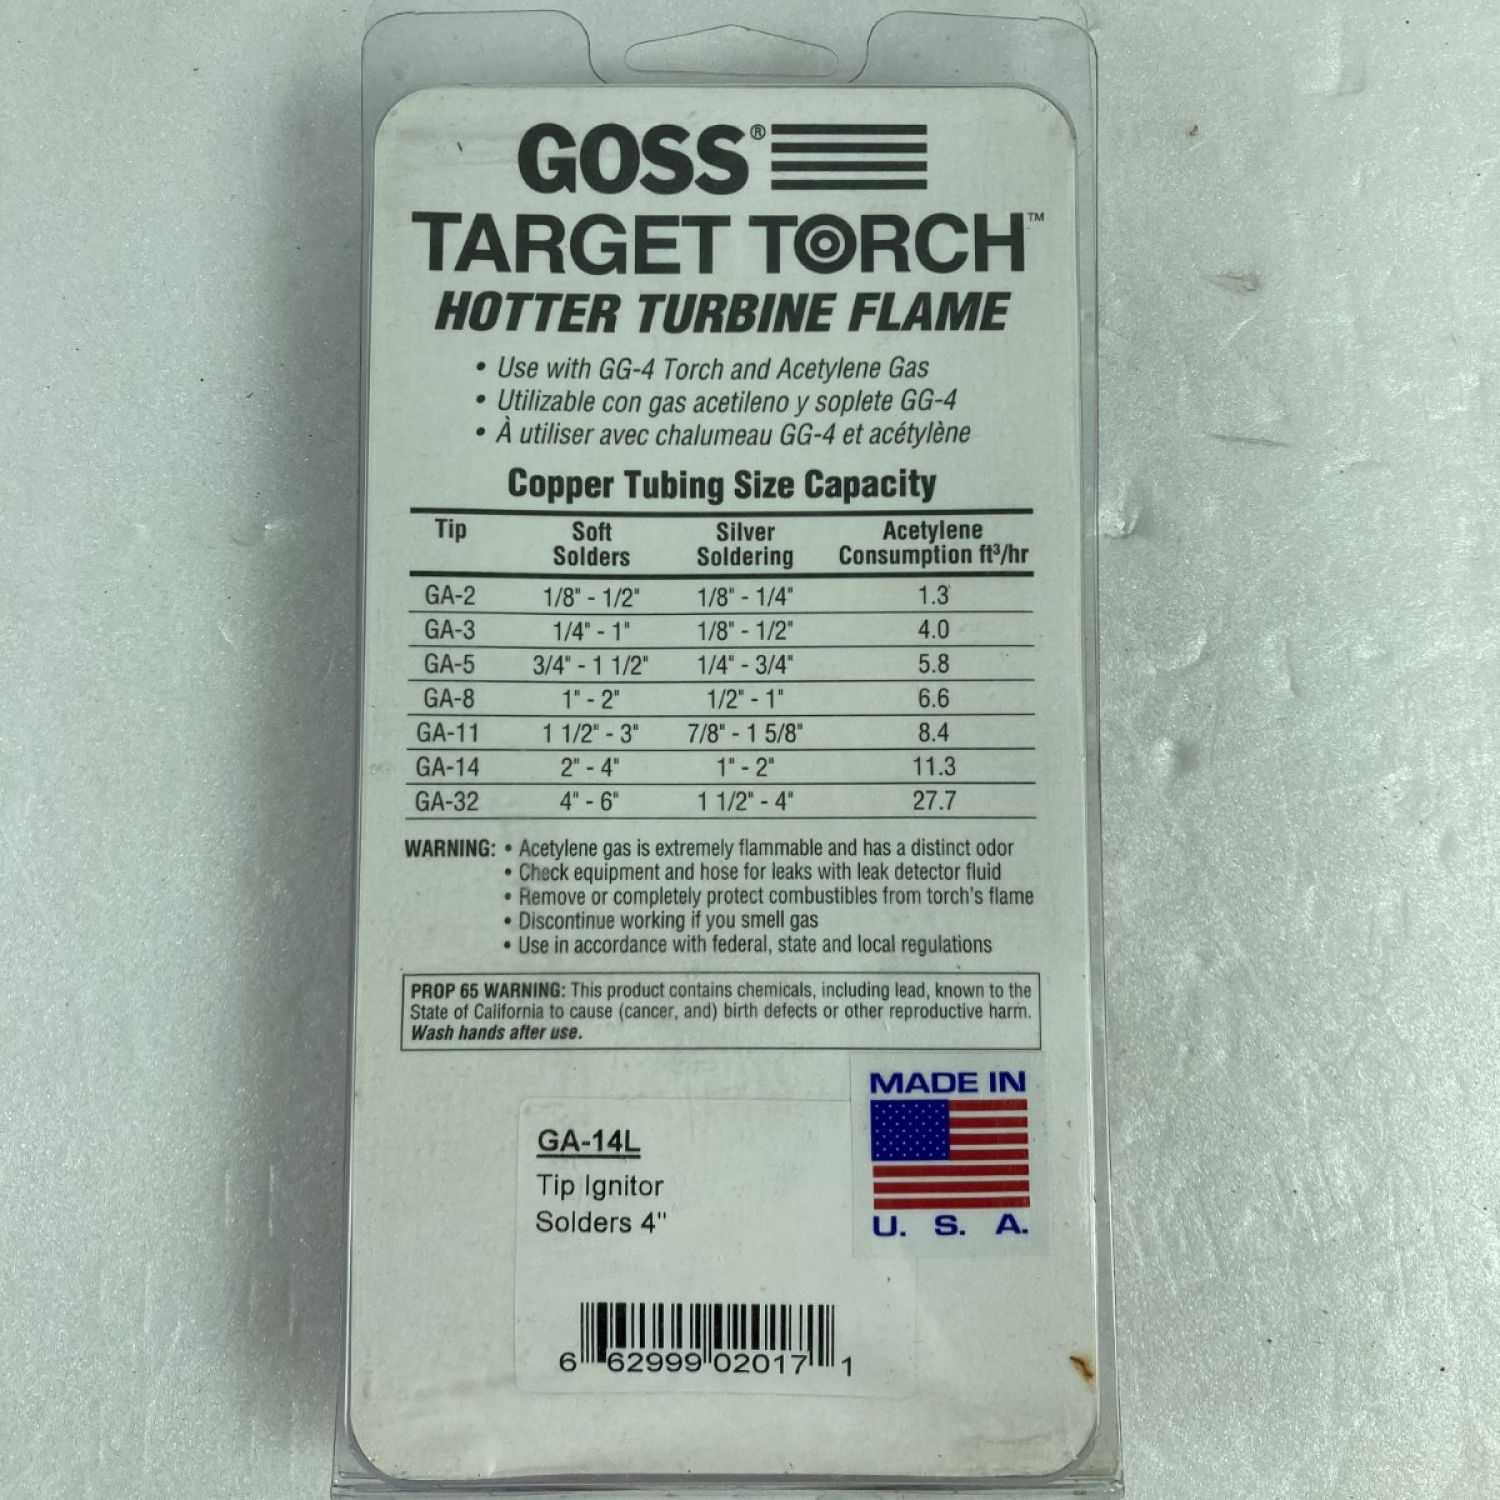 GOSS®
TARGET TORCH™
HOTTER TURBINE FLAME
• Use with GG-4 Torch and Acetylene Gas
• Utilizable con gas acetileno y soplete GG-4
• À utiliser avec chalumeau GG-4 et acétylène
Copper Tubing Size Capacity
Tip Soft Solders Silver Soldering Acetylene Consumption ft³/hr
GA-2 1/8" - 1/2" 1/8" - 1/4" 1.3
GA-3 1/4" - 1" 1/8" - 1/2" 4.0
GA-5 3/4" - 1 1/2" 1/4" - 3/4" 5.8
GA-8 1" - 2" 1/2" - 1" 6.6
GA-11 1 1/2" - 3" 7/8" - 1 5/8" 8.4
GA-14 2" - 4" 1" - 2" 11.3
GA-32 4" - 6" 1 1/2" - 4" 27.7
WARNING: • Acetylene gas is extremely flammable and has a distinct odor
• Check equipment and hose for leaks with leak detector fluid
• Remove or completely protect combustibles from torch's flame
• Discontinue working if you smell gas
• Use in accordance with federal, state and local regulations
PROP 65 WARNING: This product contains chemicals, including lead, known to the
State of California to cause (cancer, and) birth defects or other reproductive harm.
Wash hands after use.
MADE IN
U. S. A.
GA-14L
Tip Ignitor
Solders 4"
6 62999 02017 1